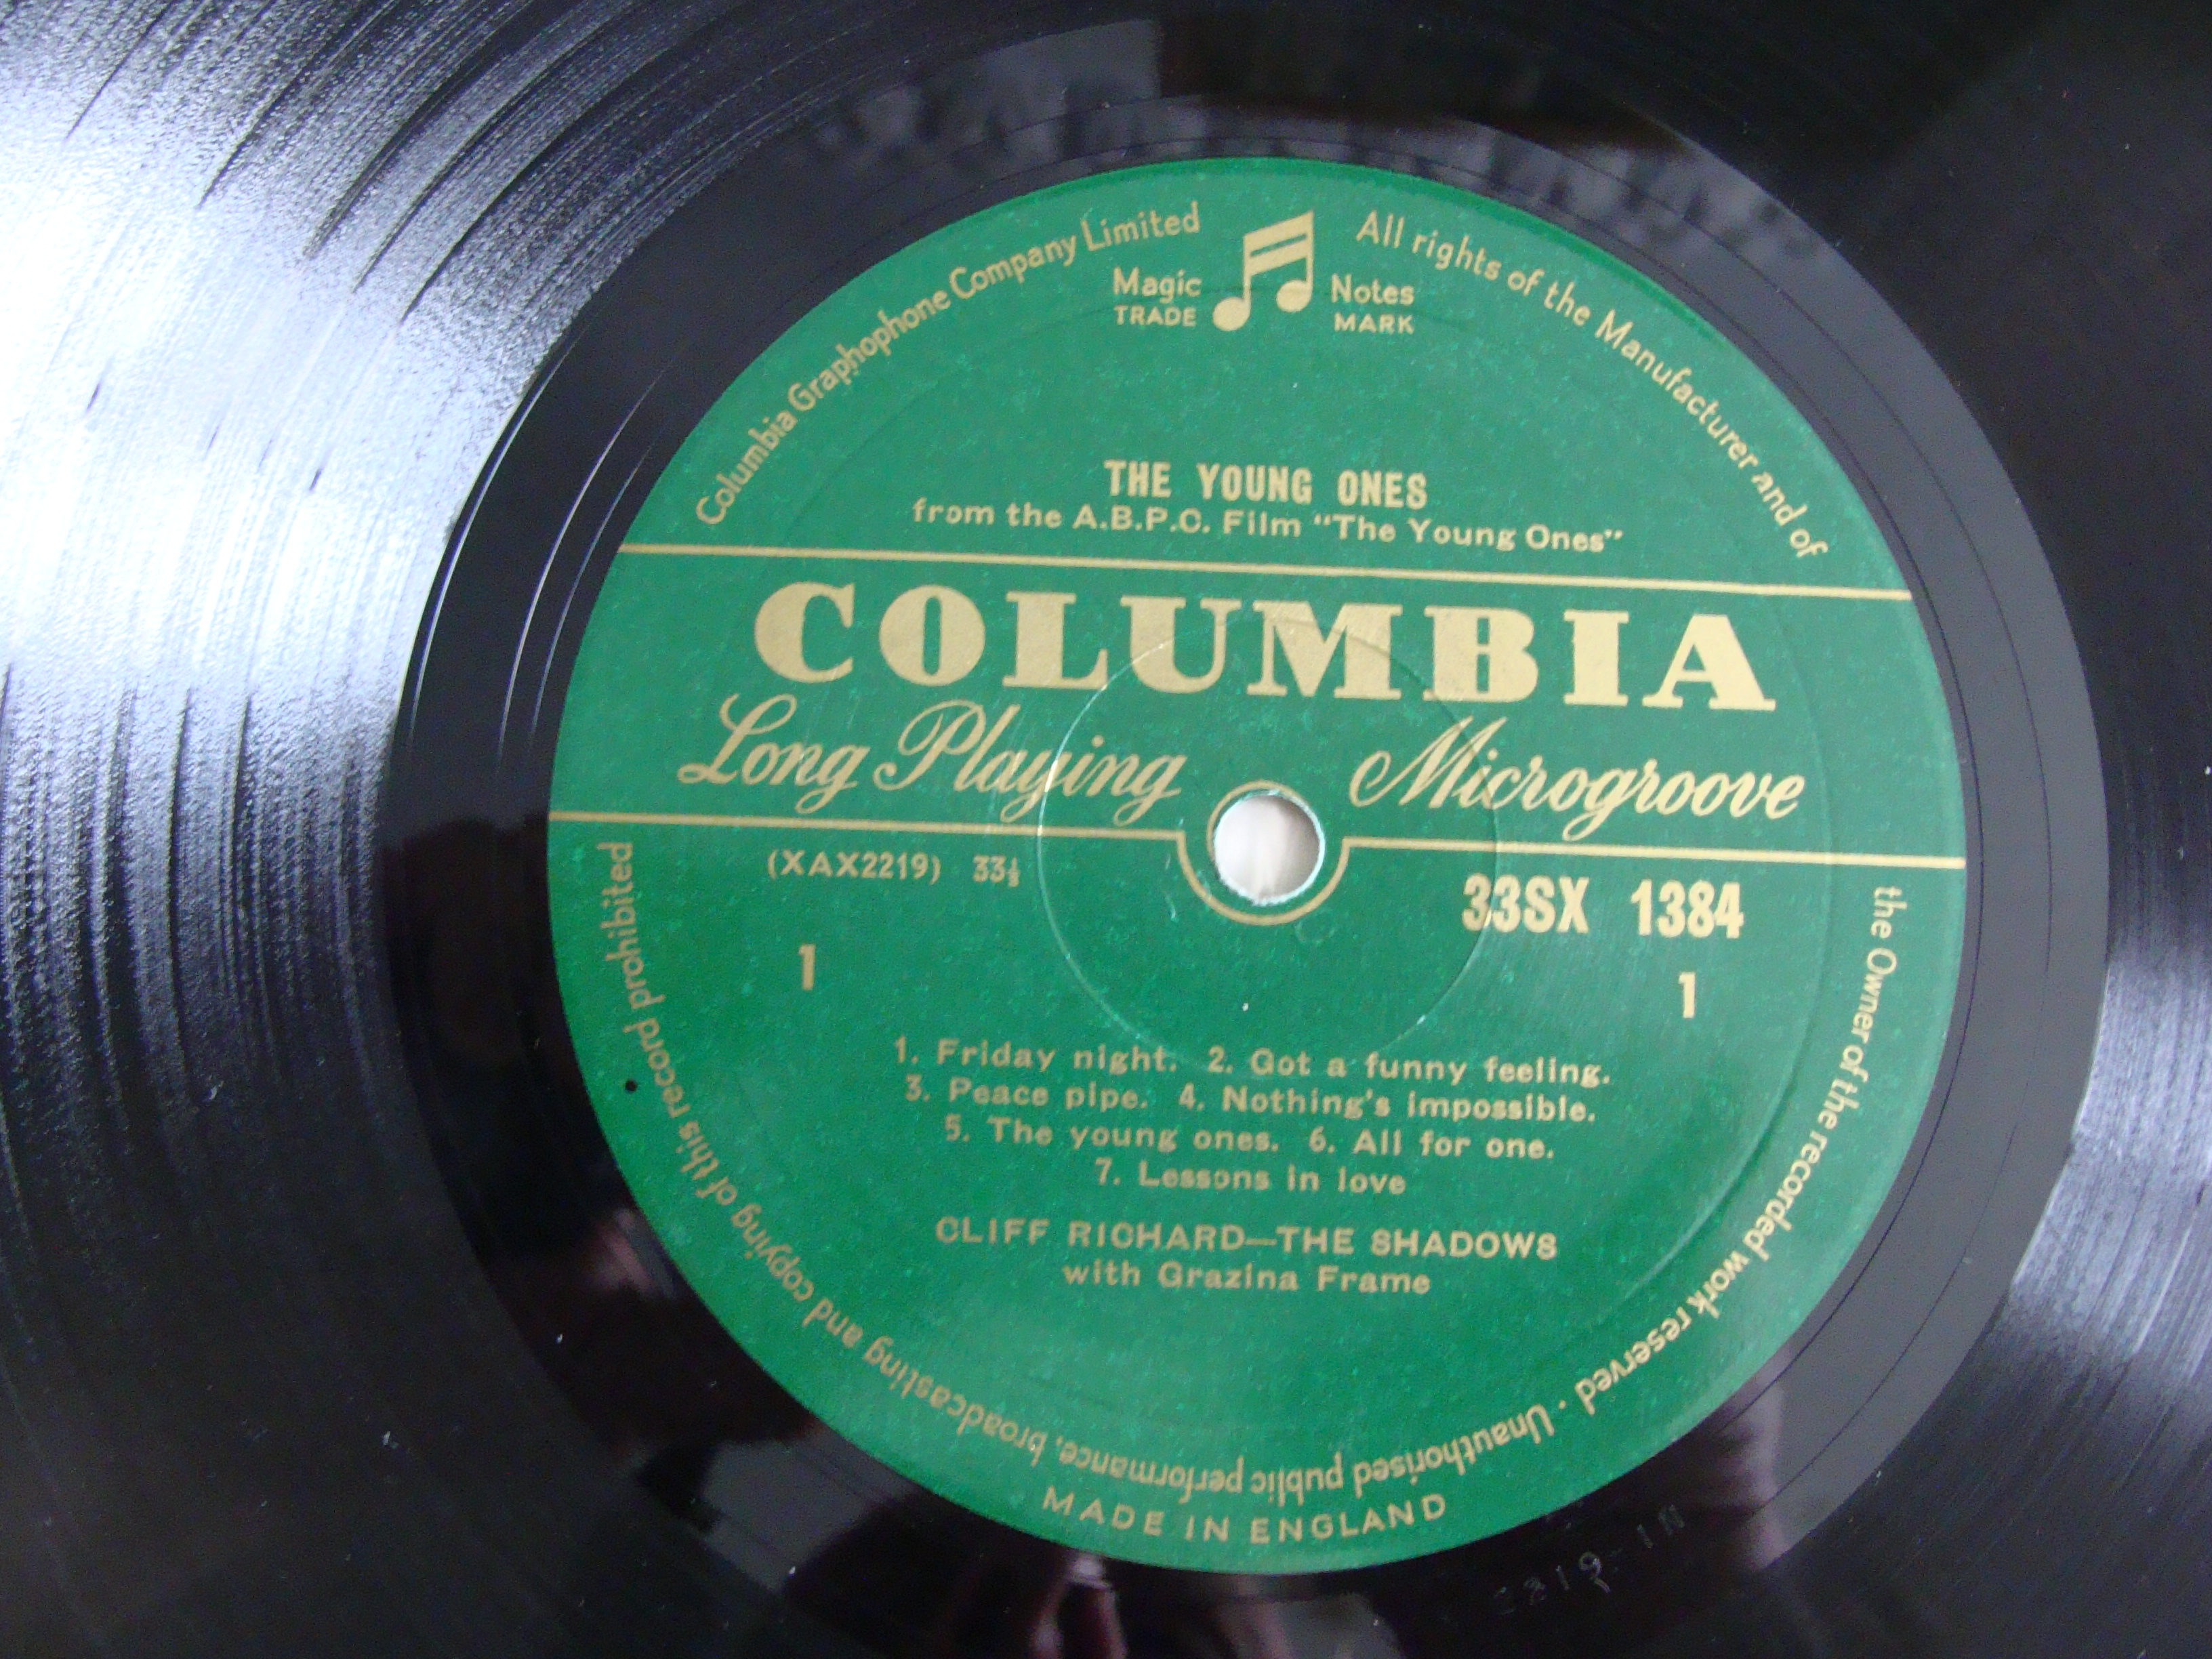 Columbia Graphophone Company Limited
All rights of the Manufacturer and of
the Owner of the recorded work reserved · Unauthorised public performance, broadcasting and copying of this record prohibited
Magic Notes
TRADE MARK
THE YOUNG ONES
from the A.B.P.C. Film "The Young Ones"
COLUMBIA
Long Playing Microgroove
(XAX2219) 33⅓
33SX 1384
1 1
1. Friday night. 2. Got a funny feeling.
3. Peace pipe. 4. Nothing's impossible.
5. The young ones. 6. All for one.
7. Lessons in love
CLIFF RICHARD—THE SHADOWS
with Grazina Frame
MADE IN ENGLAND